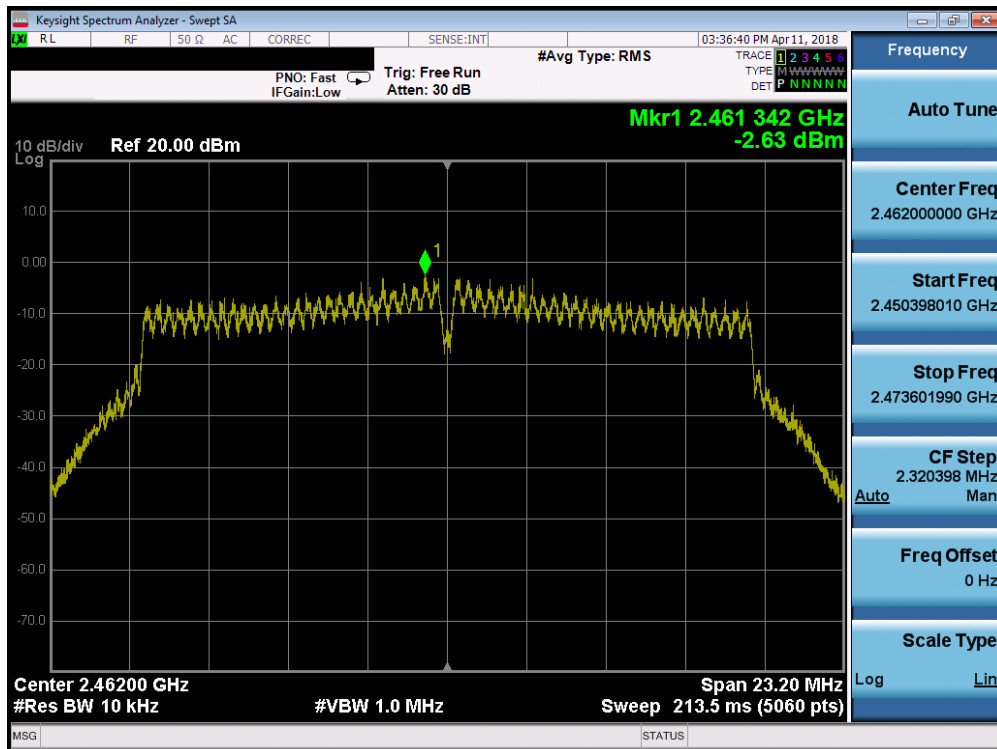 Keysight Spectrum Analyzer - Swept SA
LXI RL RF 50 Ω AC CORREC SENSE:INT 03:36:40 PM Apr 11, 2018
#Avg Type: RMS TRACE 1 2 3 4 5 6
PNO: Fast Trig: Free Run TYPE M WWWWW
IFGain:Low Atten: 30 dB DET P N N N N N
Mkr1 2.461 342 GHz
-2.63 dBm
10 dB/div Ref 20.00 dBm
Log
10.0
1
0.00
-10.0
-20.0
-30.0
-40.0
-50.0
-60.0
-70.0
Center 2.46200 GHz Span 23.20 MHz
#Res BW 10 kHz #VBW 1.0 MHz Sweep 213.5 ms (5060 pts)
MSG STATUS
Frequency
Auto Tune
Center Freq
2.462000000 GHz
Start Freq
2.450398010 GHz
Stop Freq
2.473601990 GHz
CF Step
2.320398 MHz
Auto Man
Freq Offset
0 Hz
Scale Type
Log Lin